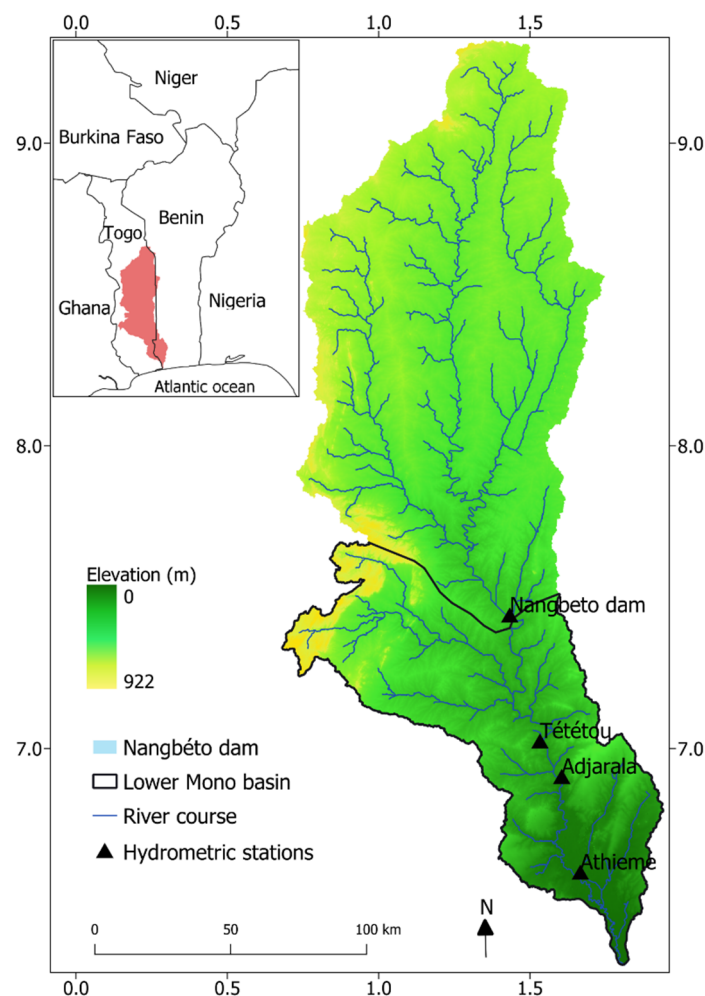 0.0 0.5 1.0 1.5
Niger
Burkina Faso
9.0 9.0
Benin
Togo
Ghana
Nigeria
Atlantic ocean
8.0 8.0
Elevation (m)
0
922
Nangbeto dam
Tététou
Nangbéto dam
7.0 7.0
Adjarala
Lower Mono basin
River course
Hydrometric stations
Athieme
N
0 50 100 km
0.0 0.5 1.0 1.5